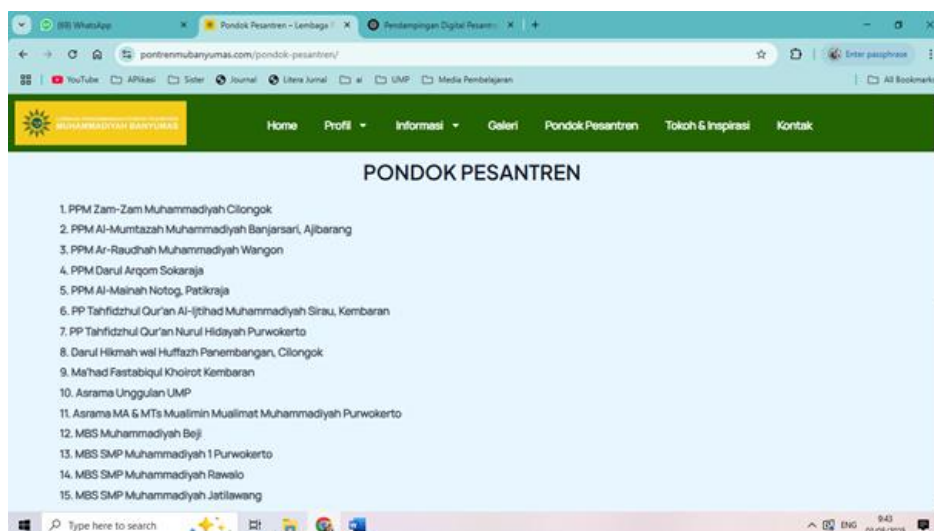 (69) WhatsApp
Pondok Pesantren – Lembaga
Pendampingan Digital Pesantr
pontrenmubanyumas.com/pondok-pesantren/
Enter passphrase
YouTube APlikasi Sister Journal Litera Jurnal ai UMP Media Pembelajaran All Bookmarks
MUHAMMADIYAH BANYUMAS
Home Profil Informasi Galeri Pondok Pesantren Tokoh & Inspirasi Kontak
PONDOK PESANTREN
1. PPM Zam-Zam Muhammadiyah Cilongok
2. PPM Al-Mumtazah Muhammadiyah Banjarsari, Ajibarang
3. PPM Ar-Raudhah Muhammadiyah Wangon
4. PPM Darul Arqom Sokaraja
5. PPM Al-Mainah Notog, Patikraja
6. PP Tahfidzhul Qur'an Al-Ijtihad Muhammadiyah Sirau, Kembaran
7. PP Tahfidzhul Qur'an Nurul Hidayah Purwokerto
8. Darul Hikmah wal Huffazh Panembangan, Cilongok
9. Ma'had Fastabiqul Khoirot Kembaran
10. Asrama Unggulan UMP
11. Asrama MA & MTs Mualimin Mualimat Muhammadiyah Purwokerto
12. MBS Muhammadiyah Beji
13. MBS SMP Muhammadiyah 1 Purwokerto
14. MBS SMP Muhammadiyah Rawalo
15. MBS SMP Muhammadiyah Jatilawang
Type here to search
ENG
9:43